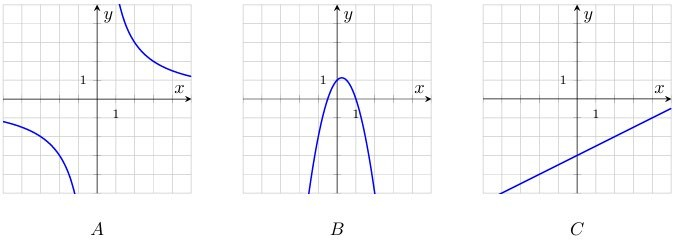 y y y
1 1 1
x x x
1 1 1
A B C